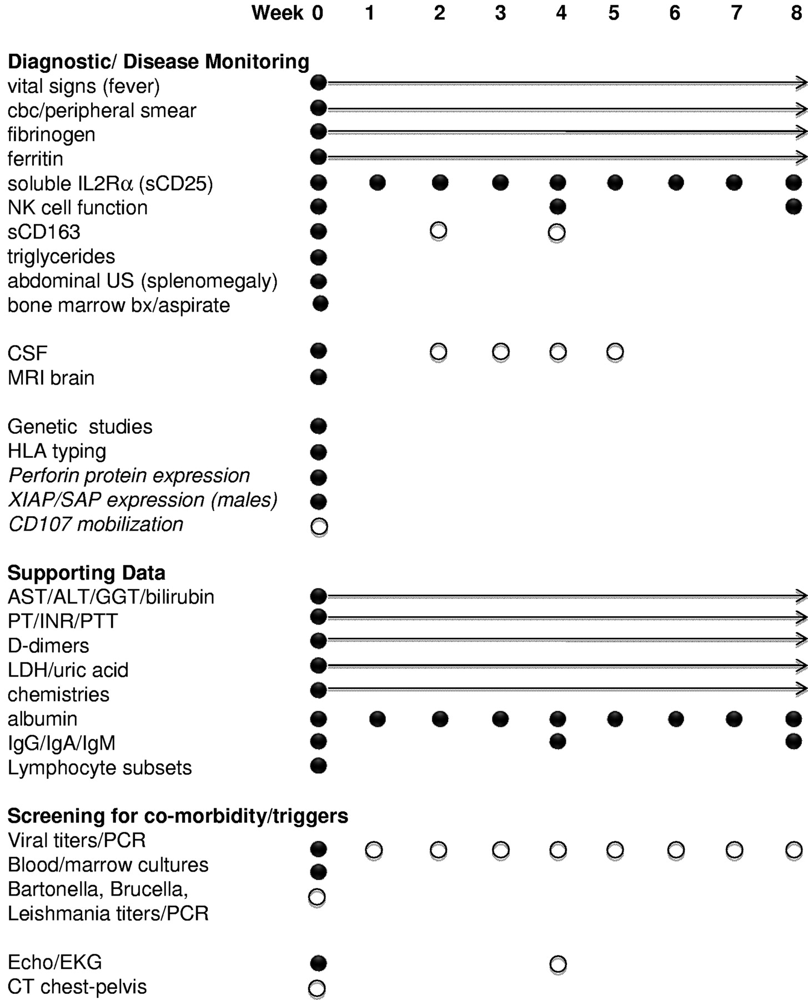 Week 0 1 2 3 4 5 6 7 8
Diagnostic/ Disease Monitoring
vital signs (fever)
cbc/peripheral smear
fibrinogen
ferritin
soluble IL2Rα (sCD25)
NK cell function
sCD163
triglycerides
abdominal US (splenomegaly)
bone marrow bx/aspirate
CSF
MRI brain
Genetic studies
HLA typing
Perforin protein expression
XIAP/SAP expression (males)
CD107 mobilization
Supporting Data
AST/ALT/GGT/bilirubin
PT/INR/PTT
D-dimers
LDH/uric acid
chemistries
albumin
IgG/IgA/IgM
Lymphocyte subsets
Screening for co-morbidity/triggers
Viral titers/PCR
Blood/marrow cultures
Bartonella, Brucella,
Leishmania titers/PCR
Echo/EKG
CT chest-pelvis